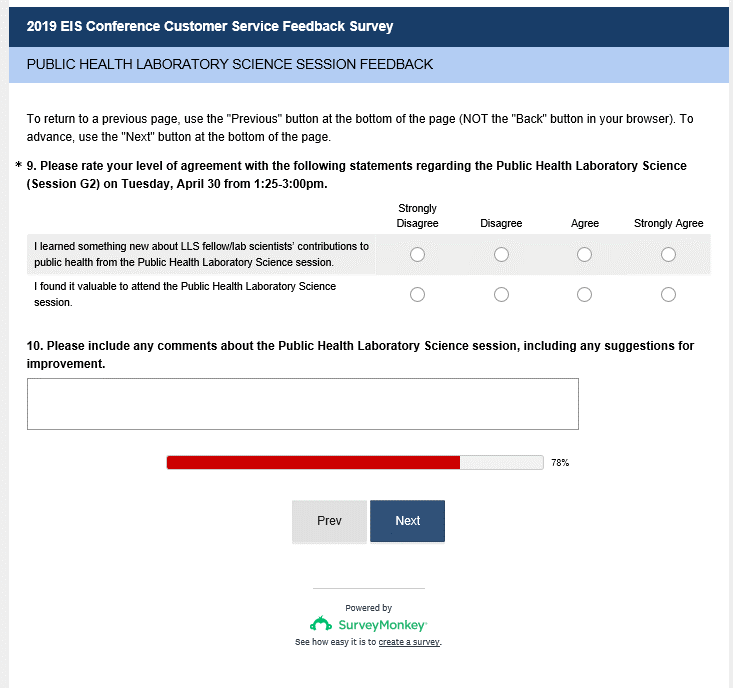 2019 EIS Conference Customer Service Feedback Survey
PUBLIC HEALTH LABORATORY SCIENCE SESSION FEEDBACK
To return to a previous page, use the "Previous" button at the bottom of the page (NOT the "Back" button in your browser). To
advance, use the "Next" button at the bottom of the page.
* 9. Please rate your level of agreement with the following statements regarding the Public Health Laboratory Science
(Session G2) on Tuesday, April 30 from 1:25-3:00pm.
Strongly
Disagree Disagree Agree Strongly Agree
I learned something new about LLS fellow/lab scientists' contributions to
public health from the Public Health Laboratory Science session.
I found it valuable to attend the Public Health Laboratory Science
session.
10. Please include any comments about the Public Health Laboratory Science session, including any suggestions for
improvement.
78%
Prev Next
Powered by
SurveyMonkey
See how easy it is to create a survey.